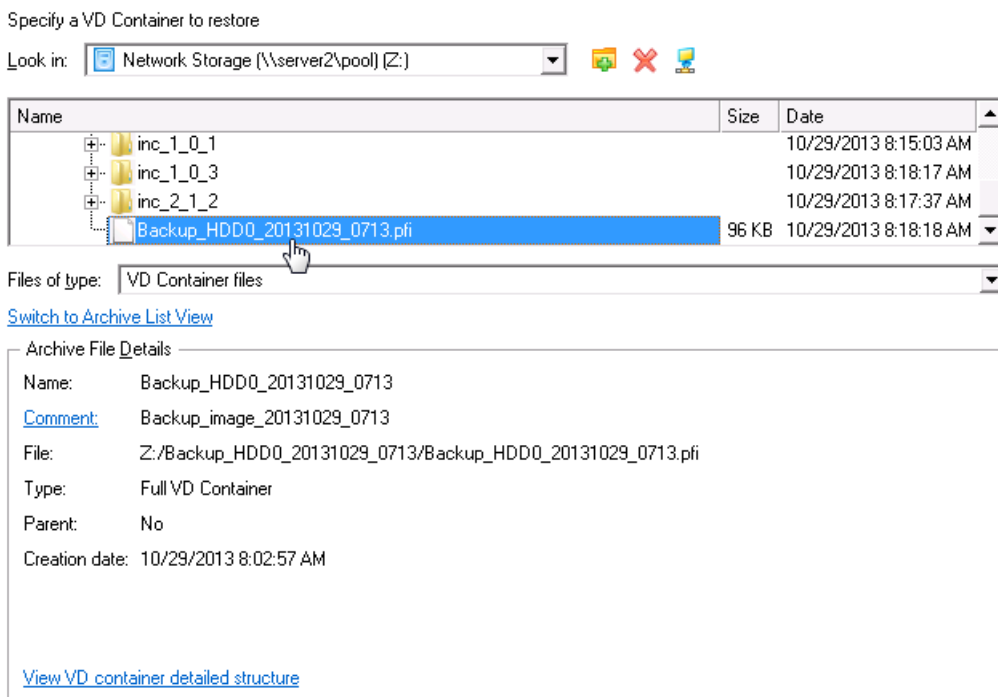 Specify a VD Container to restore
Look in: Network Storage (\\server2\pool) (Z:)
Name Size Date
inc_1_0_1 10/29/2013 8:15:03 AM
inc_1_0_3 10/29/2013 8:18:17 AM
inc_2_1_2 10/29/2013 8:17:37 AM
Backup_HDD0_20131029_0713.pfi 96 KB 10/29/2013 8:18:18 AM
Files of type: VD Container files
Switch to Archive List View
Archive File Details
Name: Backup_HDD0_20131029_0713
Comment: Backup_image_20131029_0713
File: Z:/Backup_HDD0_20131029_0713/Backup_HDD0_20131029_0713.pfi
Type: Full VD Container
Parent: No
Creation date: 10/29/2013 8:02:57 AM
View VD container detailed structure